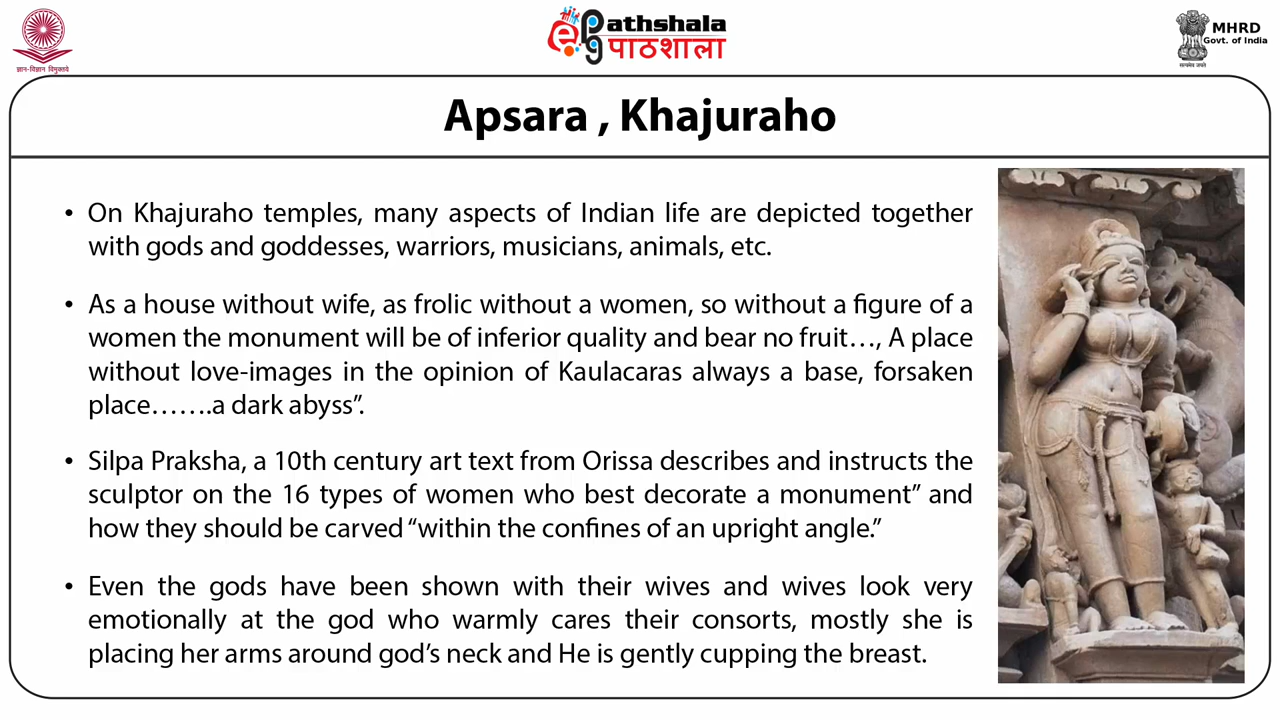 ज्ञान-विज्ञान विमुक्तये
epathshala
पाठशाला
सत्यमेव जयते
MHRD
Govt. of India
Apsara , Khajuraho
• On Khajuraho temples, many aspects of Indian life are depicted together
with gods and goddesses, warriors, musicians, animals, etc.
• As a house without wife, as frolic without a women, so without a figure of a
women the monument will be of inferior quality and bear no fruit…, A place
without love-images in the opinion of Kaulacaras always a base, forsaken
place…….a dark abyss”.
• Silpa Praksha, a 10th century art text from Orissa describes and instructs the
sculptor on the 16 types of women who best decorate a monument” and
how they should be carved “within the confines of an upright angle.”
• Even the gods have been shown with their wives and wives look very
emotionally at the god who warmly cares their consorts, mostly she is
placing her arms around god’s neck and He is gently cupping the breast.